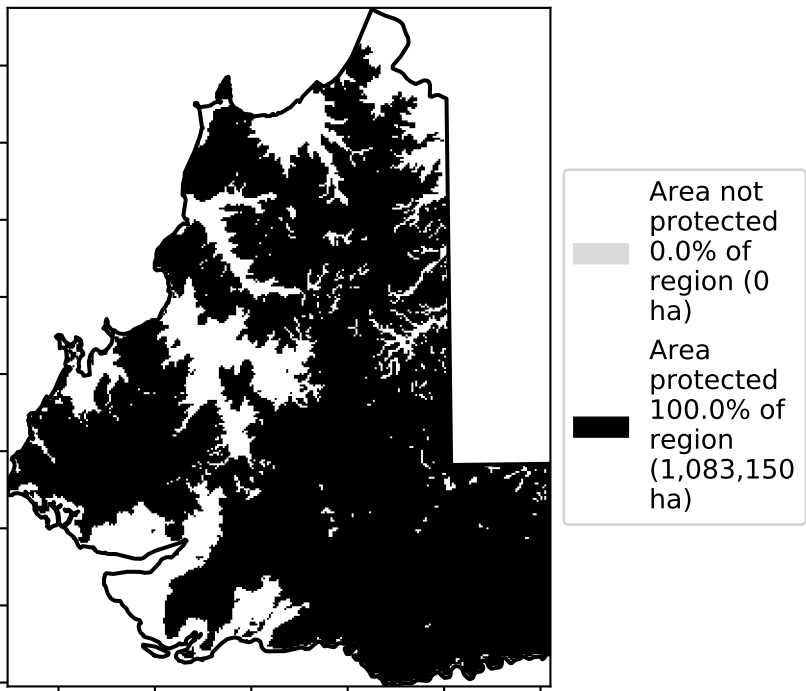 Area not
protected
0.0% of
region (0
ha)
Area
protected
100.0% of
region
(1,083,150
ha)